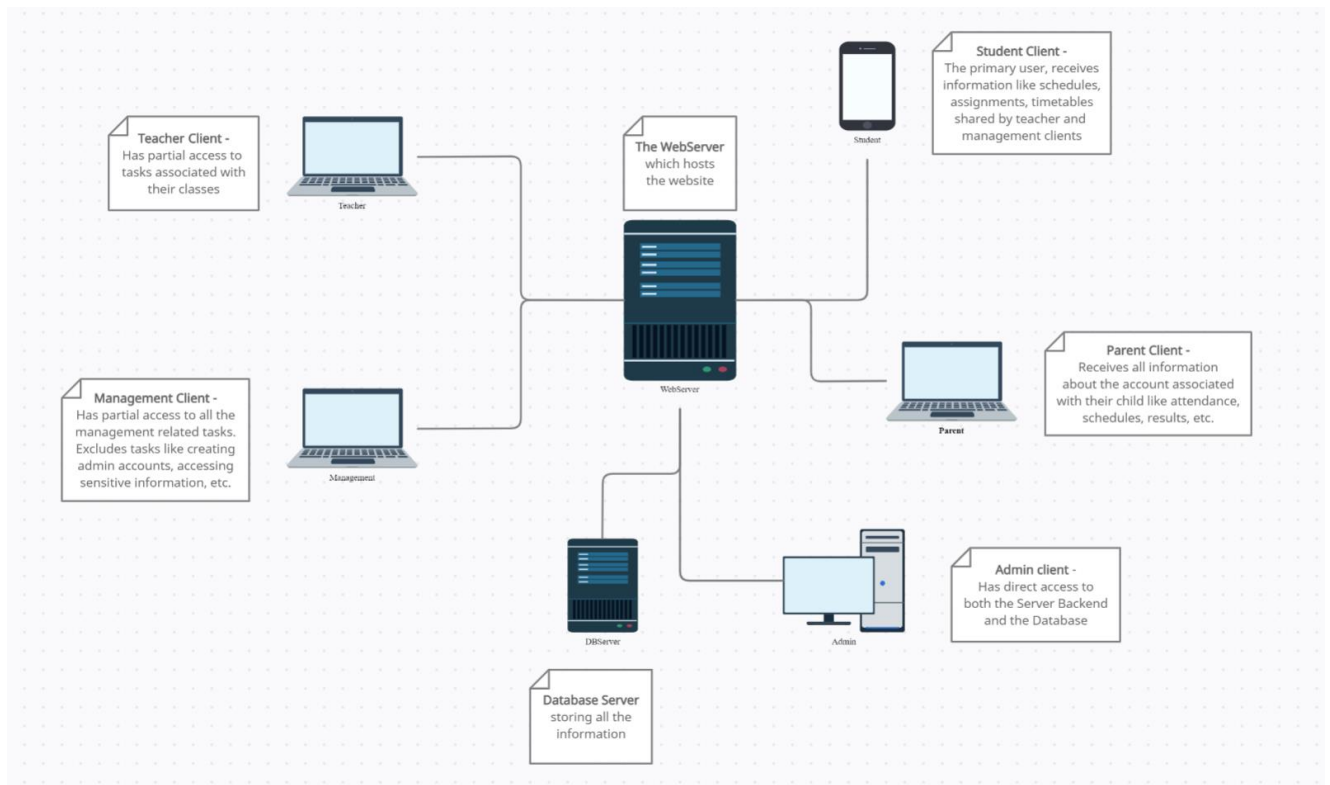 Student Client -
The primary user, receives
information like schedules,
assignments, timetables
shared by teacher and
management clients
Student
Teacher Client -
Has partial access to
tasks associated with
their classes
Teacher
The WebServer
which hosts
the website
WebServer
Parent Client -
Receives all information
about the account associated
with their child like attendance,
schedules, results, etc.
Parent
Management Client -
Has partial access to all the
management related tasks.
Excludes tasks like creating
admin accounts, accessing
sensitive information, etc.
Management
Admin client -
Has direct access to
both the Server Backend
and the Database
Admin
DBServer
Database Server
storing all the
information